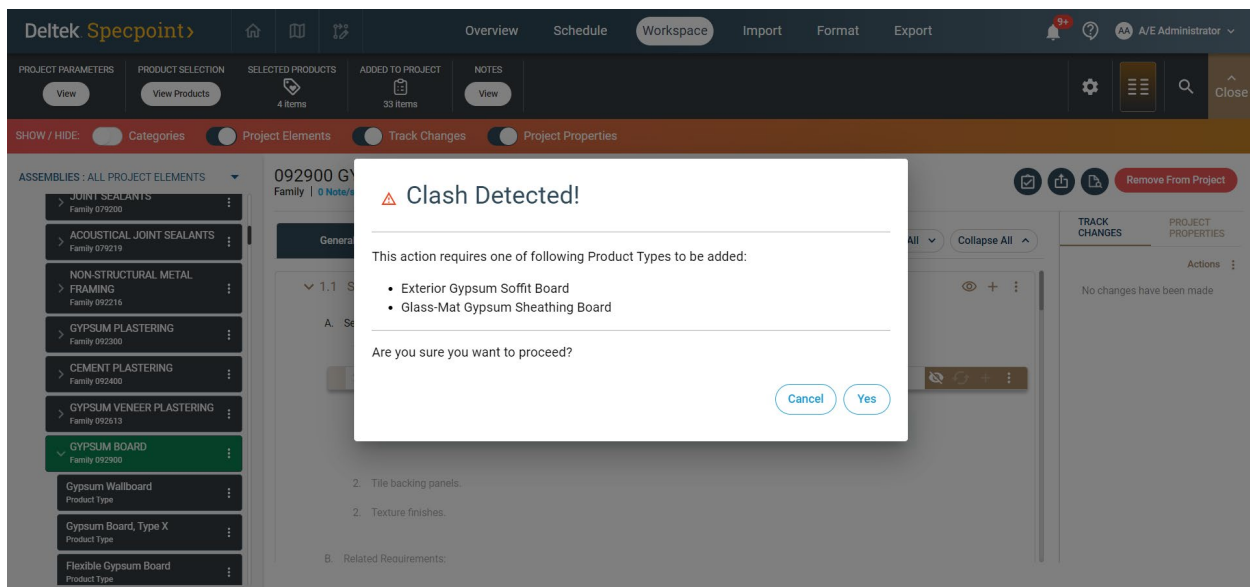 Deltek Specpoint
Overview
Schedule
Workspace
Import
Format
Export
9+
AA
A/E Administrator
PROJECT PARAMETERS
View
PRODUCT SELECTION
View Products
SELECTED PRODUCTS
4 items
ADDED TO PROJECT
33 items
NOTES
View
Close
SHOW / HIDE:
Categories
Project Elements
Track Changes
Project Properties
ASSEMBLIES : ALL PROJECT ELEMENTS
JOINT SEALANTS
Family 079200
ACOUSTICAL JOINT SEALANTS
Family 079219
NON-STRUCTURAL METAL
FRAMING
Family 092216
GYPSUM PLASTERING
Family 092300
CEMENT PLASTERING
Family 092400
GYPSUM VENEER PLASTERING
Family 092613
GYPSUM BOARD
Family 092900
Gypsum Wallboard
Product Type
Gypsum Board, Type X
Product Type
Flexible Gypsum Board
Product Type
092900 GY
Family | 0 Note/s
Remove From Project
Genera
All
Collapse All
1.1 S
A. Se
Clash Detected!
This action requires one of following Product Types to be added:
• Exterior Gypsum Soffit Board
• Glass-Mat Gypsum Sheathing Board
Are you sure you want to proceed?
Cancel
Yes
2. Tile backing panels.
2. Texture finishes.
B. Related Requirements:
TRACK
CHANGES
PROJECT
PROPERTIES
Actions
No changes have been made